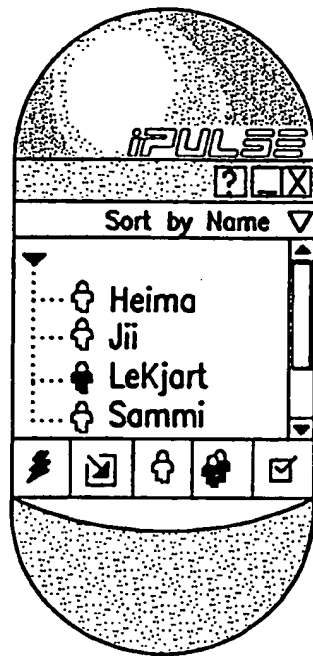 iPULSE
? _ X
Sort by Name
Heima
Jii
LeKjart
Sammi